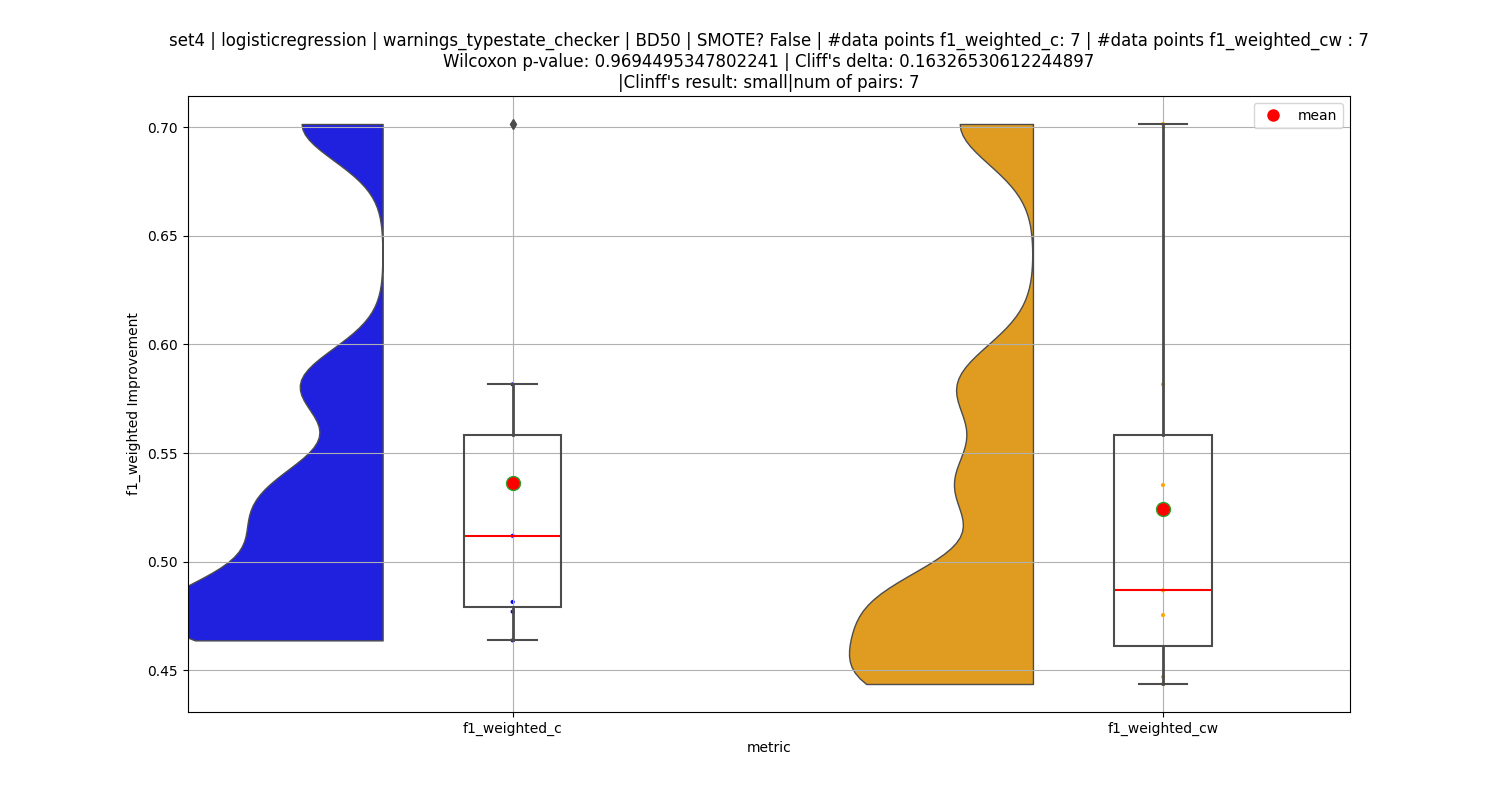 set4 | logisticregression | warnings_typestate_checker | BD50 | SMOTE? False | #data points f1_weighted_c: 7 | #data points f1_weighted_cw : 7
Wilcoxon p-value: 0.9694495347802241 | Cliff's delta: 0.16326530612244897
|Clinff's result: small|num of pairs: 7
mean
0.70
0.65
0.60
0.55
0.50
0.45
f1_weighted Improvement
f1_weighted_c
f1_weighted_cw
metric